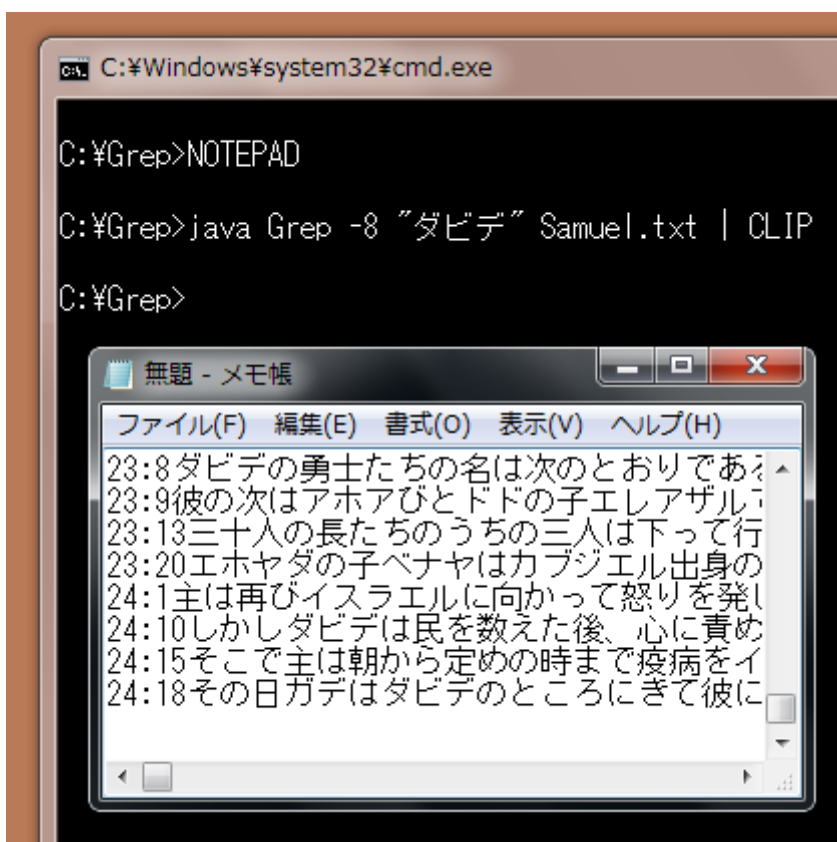 C:¥Windows¥system32¥cmd.exe
C:¥Grep>NOTEPAD
C:¥Grep>java Grep -8 ″ダビデ″ Samuel.txt | CLIP
C:¥Grep>
無題 - メモ帳
ファイル(F) 編集(E) 書式(O) 表示(V) ヘルプ(H)
23:8ダビデの勇士たちの名は次のとおりであ
23:9彼の次はアホアびとドドの子エレアザル
23:13三十人の長たちのうちの三人は下って行
23:20エホヤダの子ベナヤはカブジエル出身の
24:1主は再びイスラエルに向かって怒りを発し
24:10しかしダビデは民を数えた後、心に責め
24:15そこで主は朝から定めの時まで疫病をイ
24:18その日ガデはダビデのところにきて彼に